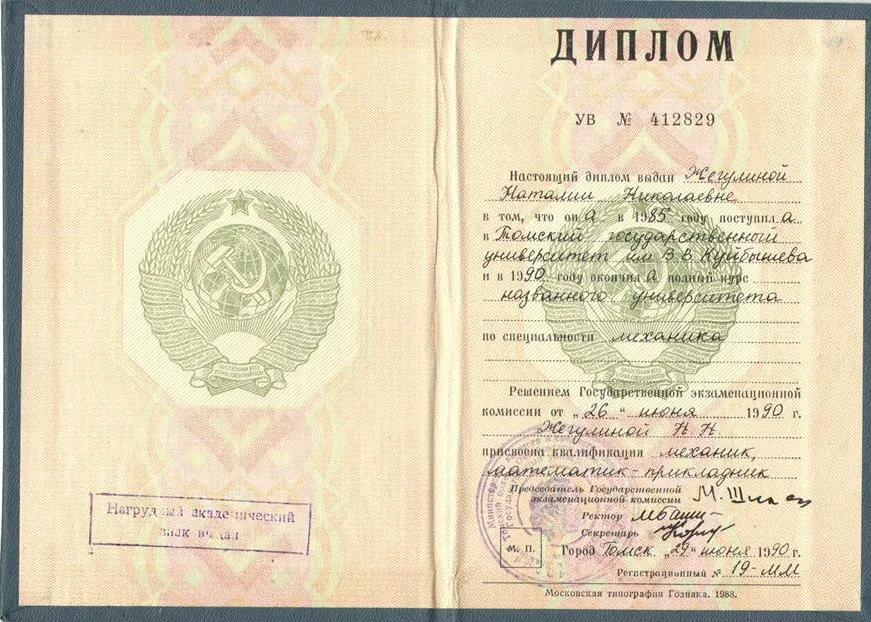 Нагрудный академический
знак выдан
ДИПЛОМ
УВ № 412829
Настоящий диплом выдан Жегулиной
Наталии Николаевне
в том, что он а в 1985 году поступил а
в Томский государственный
университет им В. В. Куйбышева
и в 1990 году окончил а полный курс
названного университета
по специальности механика
Решением Государственной экзаменационной
комиссии от „26“ июня 1990 г.
Жегулиной Н Н
присвоена квалификация механик,
математик-прикладник
Председатель Государственной
экзаменационной комиссии
Ректор
Секретарь
М. П.
Город Томск „29“ июня 1990 г.
Регистрационный № 19-ММ
Московская типография Гознака. 1988.